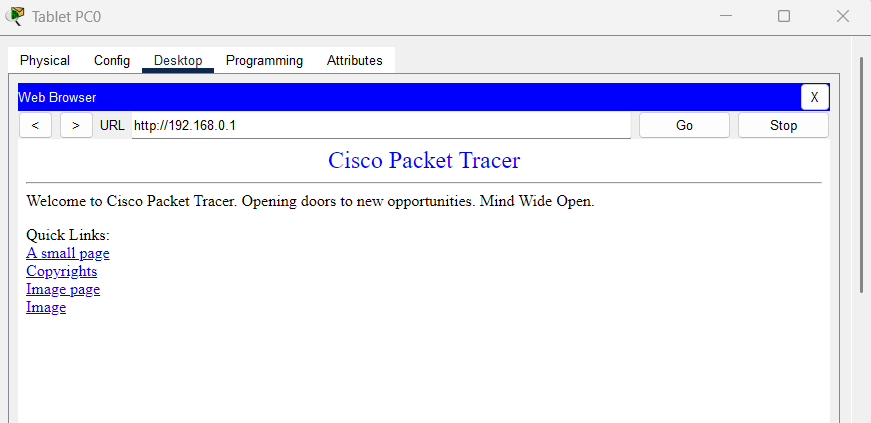 Tablet PC0
Physical Config Desktop Programming Attributes
Web Browser X
< > URL http://192.168.0.1 Go Stop
Cisco Packet Tracer
Welcome to Cisco Packet Tracer. Opening doors to new opportunities. Mind Wide Open.
Quick Links:
A small page
Copyrights
Image page
Image